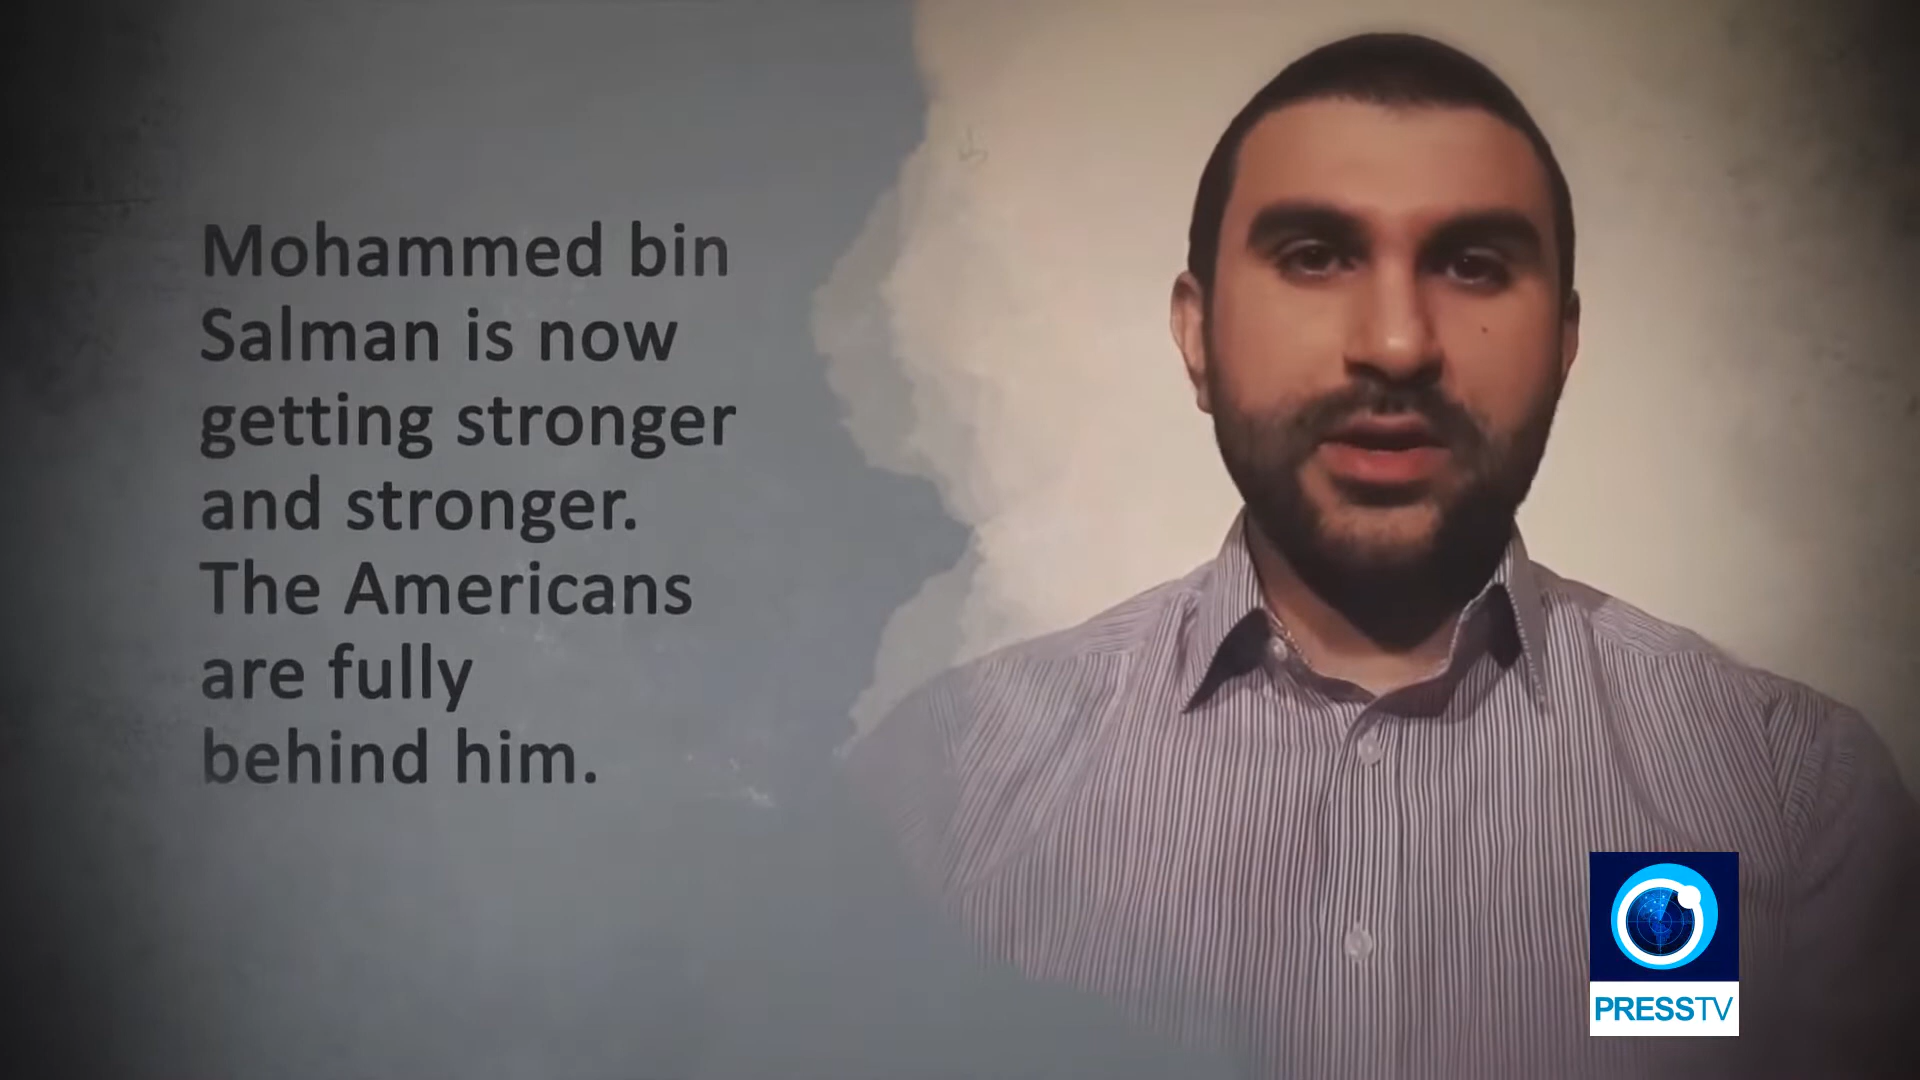 Mohammed bin
Salman is now
getting stronger
and stronger.
The Americans
are fully
behind him.
PRESSTV